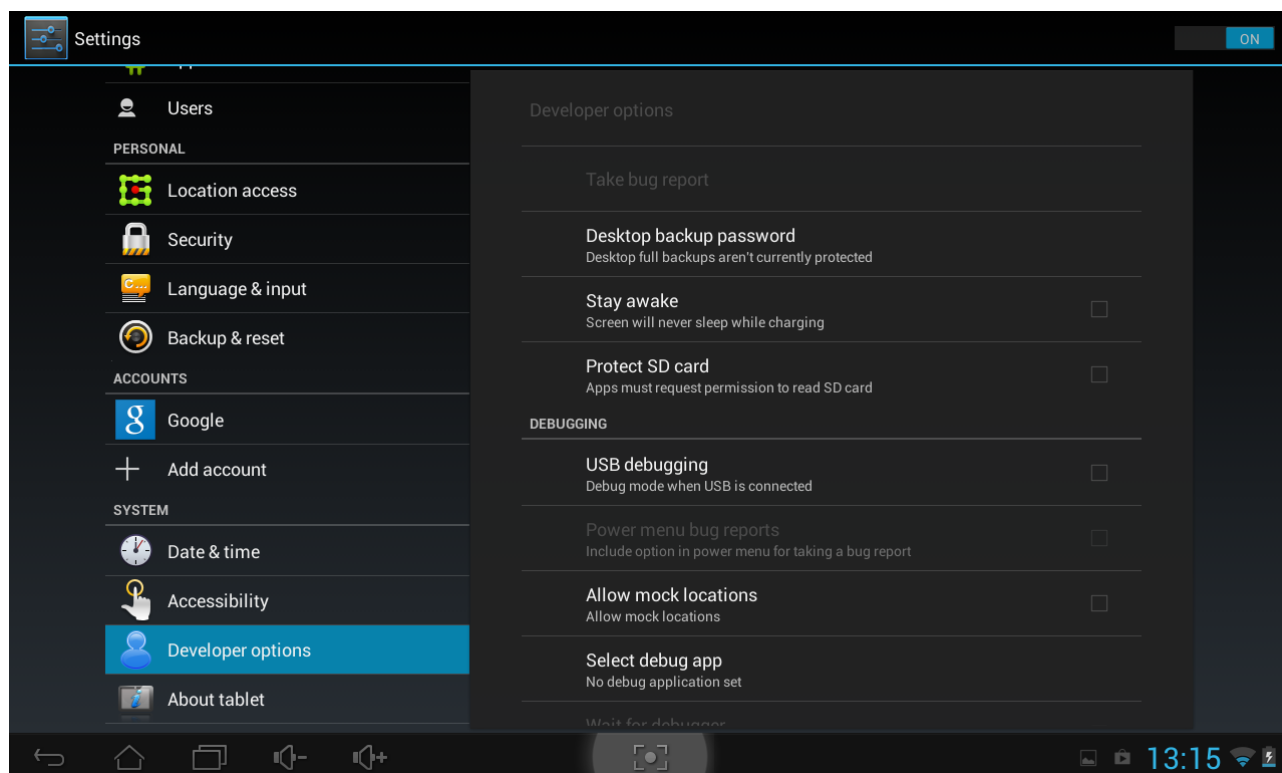 Settings
ON
Users
PERSONAL
Location access
Security
Language & input
Backup & reset
ACCOUNTS
Google
Add account
SYSTEM
Date & time
Accessibility
Developer options
About tablet
Developer options
Take bug report
Desktop backup password
Desktop full backups aren't currently protected
Stay awake
Screen will never sleep while charging
Protect SD card
Apps must request permission to read SD card
DEBUGGING
USB debugging
Debug mode when USB is connected
Power menu bug reports
Include option in power menu for taking a bug report
Allow mock locations
Allow mock locations
Select debug app
No debug application set
Wait for debugger
13:15